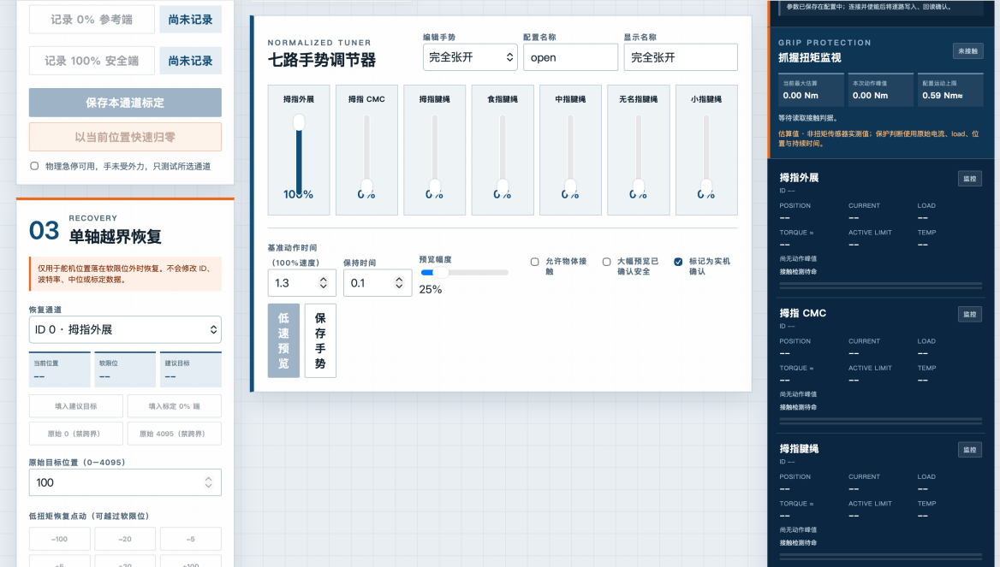 记录 0% 参考端
尚未记录
记录 100% 安全端
尚未记录
保存本通道标定
以当前位置快速归零
物理急停可用，手未受外力，只测试所选通道
03
RECOVERY
单轴越界恢复
仅用于舵机位置落在软限位外时恢复。不会修改 ID、
波特率、中位或标定数据。
恢复通道
ID 0 · 拇指外展
当前位置
--
软限位
--
建议目标
--
填入建议目标
填入标定 0% 端
原始 0（禁跨界）
原始 4095（禁跨界）
原始目标位置（0—4095）
100
低扭矩恢复点动（可越过软限位）
−100
−20
−5
+5
+20
+100
NORMALIZED TUNER
七路手势调节器
编辑手势
完全张开
配置名称
open
显示名称
完全张开
拇指外展
100%
拇指 CMC
0%
拇指腱绳
0%
食指腱绳
0%
中指腱绳
0%
无名指腱绳
0%
小指腱绳
0%
基准动作时间
（100%速度）
1.3
保持时间
0.1
预览幅度
25%
允许物体接
触
大幅预览已
确认安全
标记为实机
确认
低
速
预
览
保
存
手
势
参数已保存在配置中；连接并使能后将逐路写入、回读确认。
GRIP PROTECTION
抓握扭矩监视
未接触
当前最大估算
0.00 Nm
本次动作峰值
0.00 Nm
配置运动上限
0.59 Nm≈
等待读取接触判据。
估算值 · 非扭矩传感器实测值；保护判断使用原始电流、load、位
置与持续时间。
拇指外展
监控
ID --
POSITION
CURRENT
LOAD
--
--
--
TORQUE ≈
ACTIVE LIMIT
TEMP
--
--
--
尚无动作峰值
接触检测待命
拇指 CMC
监控
ID --
POSITION
CURRENT
LOAD
--
--
--
TORQUE ≈
ACTIVE LIMIT
TEMP
--
--
--
尚无动作峰值
接触检测待命
拇指腱绳
监控
ID --
POSITION
CURRENT
LOAD
--
--
--
TORQUE ≈
ACTIVE LIMIT
TEMP
--
--
--
尚无动作峰值
接触检测待命